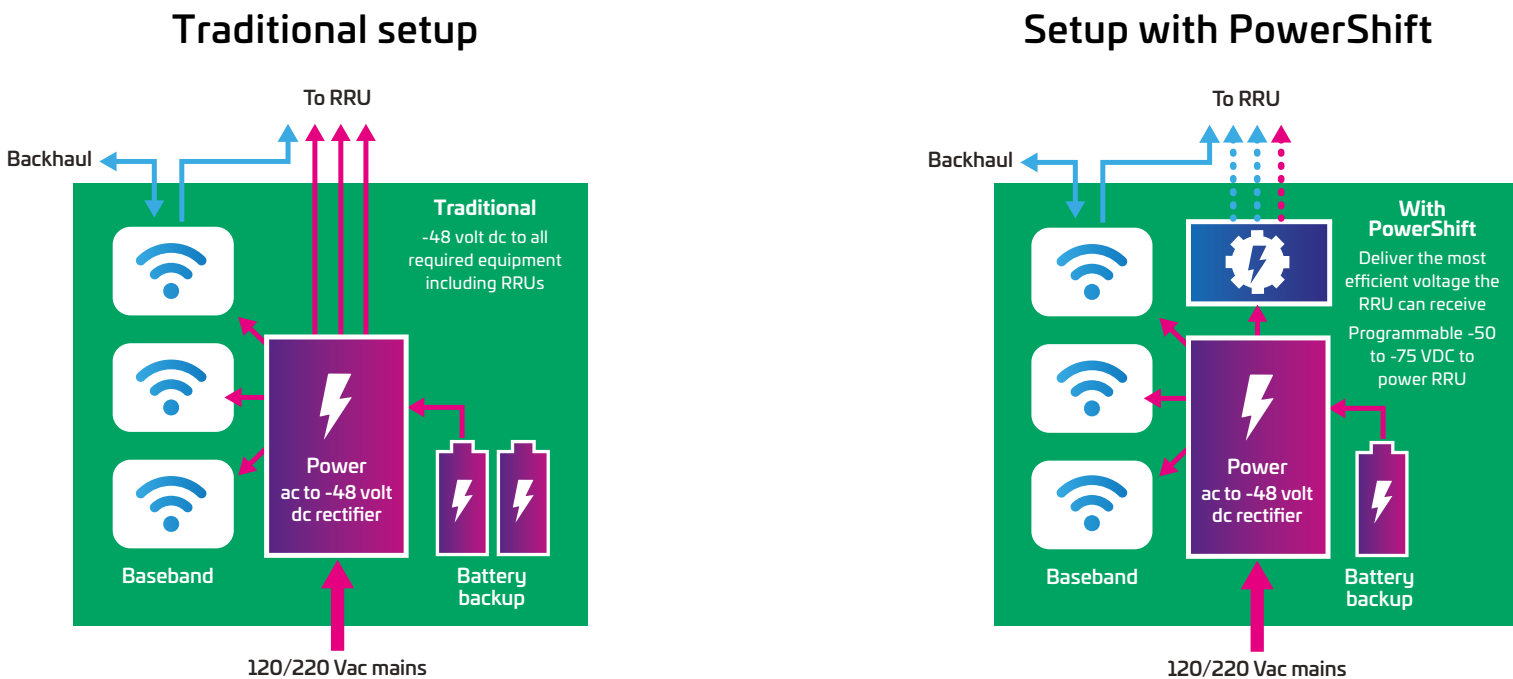 Traditional setup
To RRU
Backhaul
Traditional
-48 volt dc to all
required equipment
including RRUs
Power
ac to -48 volt
dc rectifier
Baseband
Battery
backup
120/220 Vac mains
Setup with PowerShift
To RRU
Backhaul
With
PowerShift
Deliver the most
efficient voltage the
RRU can receive
Programmable -50
to -75 VDC to
power RRU
Power
ac to -48 volt
dc rectifier
Baseband
Battery
backup
120/220 Vac mains